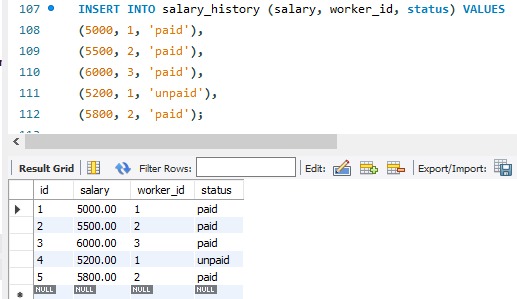 107 INSERT INTO salary_history (salary, worker_id, status) VALUES
108 (5000, 1, 'paid'),
109 (5500, 2, 'paid'),
110 (6000, 3, 'paid'),
111 (5200, 1, 'unpaid'),
112 (5800, 2, 'paid');
Result Grid Filter Rows: Edit: Export/Import:
id salary worker_id status
1 5000.00 1 paid
2 5500.00 2 paid
3 6000.00 3 paid
4 5200.00 1 unpaid
5 5800.00 2 paid
NULL NULL NULL NULL